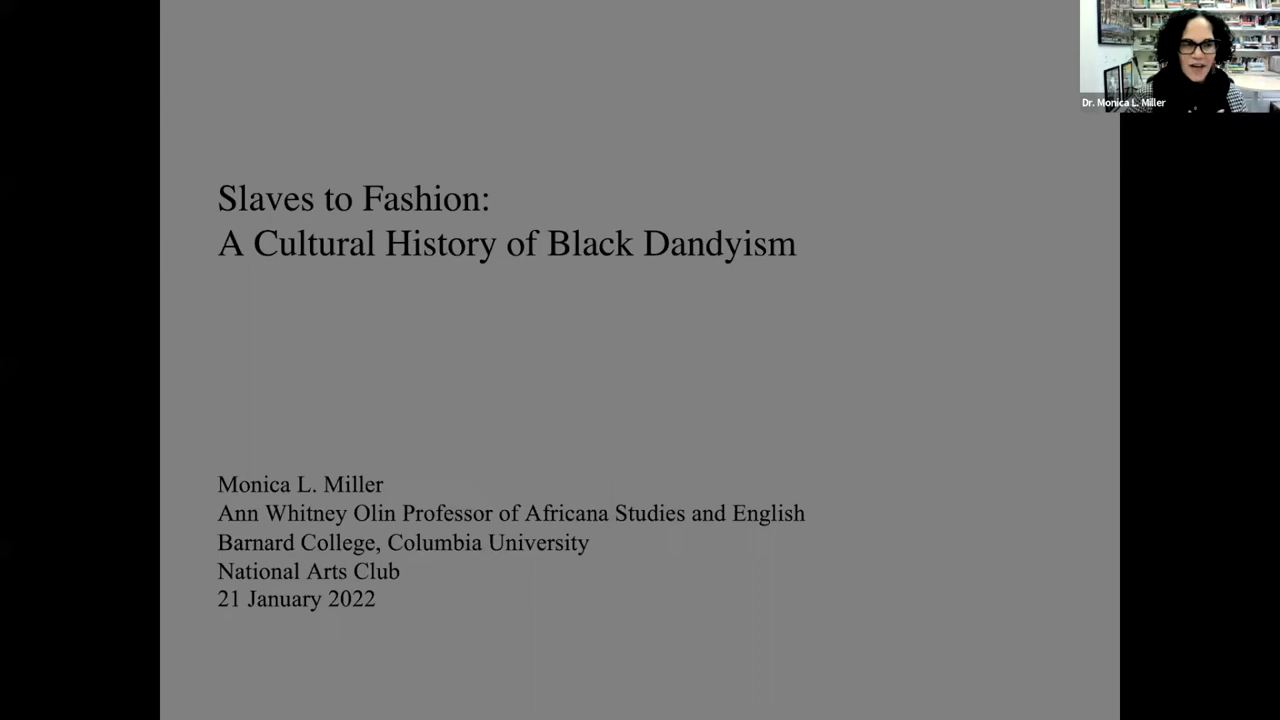 Dr. Monica L. Miller
Slaves to Fashion:
A Cultural History of Black Dandyism
Monica L. Miller
Ann Whitney Olin Professor of Africana Studies and English
Barnard College, Columbia University
National Arts Club
21 January 2022